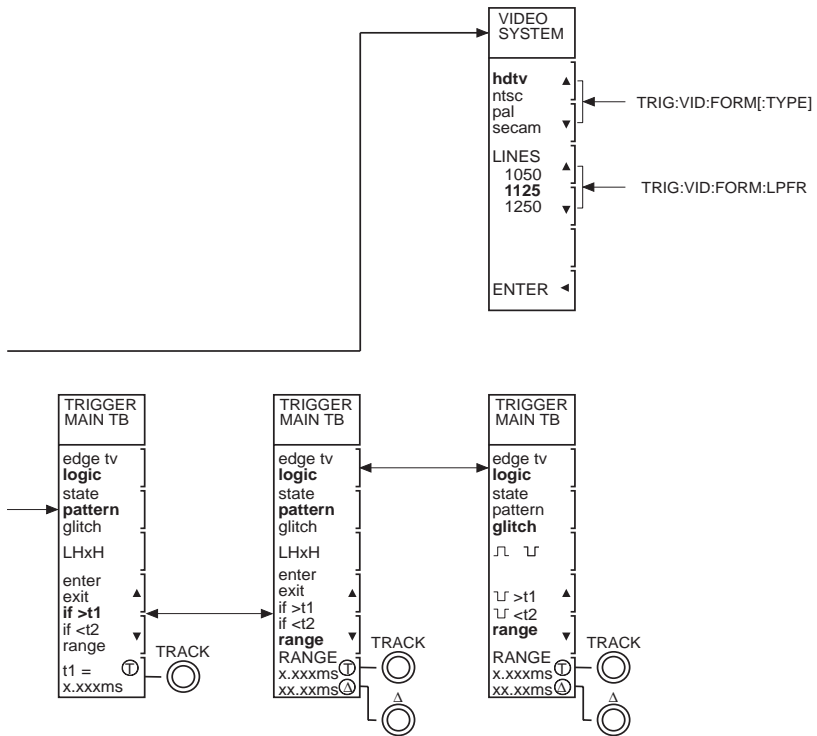 VIDEO
SYSTEM
hdtv
ntsc
pal
secam
TRIG:VID:FORM[:TYPE]
LINES
1050
1125
1250
TRIG:VID:FORM:LPFR
ENTER
TRIGGER
MAIN TB
edge tv
logic
state
pattern
glitch
LHxH
enter
exit
if >t1
if <t2
range
t1 =
x.xxxms
T
TRACK
TRIGGER
MAIN TB
edge tv
logic
state
pattern
glitch
LHxH
enter
exit
if >t1
if <t2
range
RANGE
x.xxxms T
xx.xxms Δ
TRACK
Δ
TRIGGER
MAIN TB
edge tv
logic
state
pattern
glitch
>t1
<t2
range
RANGE
x.xxxms T
xx.xxms Δ
TRACK
Δ